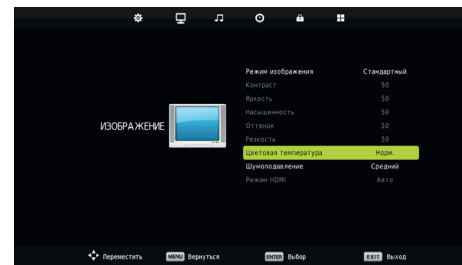 Режим изображения Стандартный
Контраст 50
Яркость 50
Насыщенность 50
Оттенок 50
Резкость 50
ИЗОБРАЖЕНИЕ
Цветовая температура Норм.
Шумоподавление Средний
Режим HDMI Авто
Переместить MENU Вернуться ENTER Выбор EXIT Выход